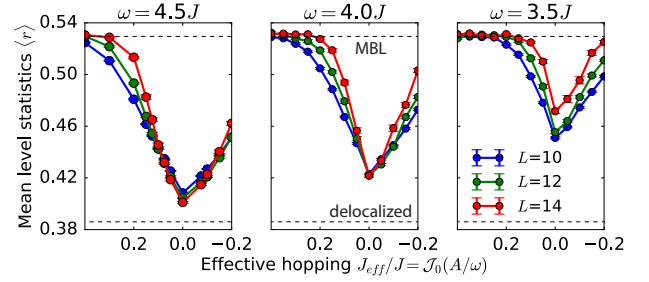 ω = 4.5J
ω = 4.0J
ω = 3.5J
Mean level statistics ⟨r⟩
0.54
0.50
0.46
0.42
0.38
MBL
delocalized
L=10
L=12
L=14
0.2 0.0 −0.2
0.2 0.0 −0.2
0.2 0.0 −0.2
Effective hopping J_eff/J = 𝒥₀(A/ω)